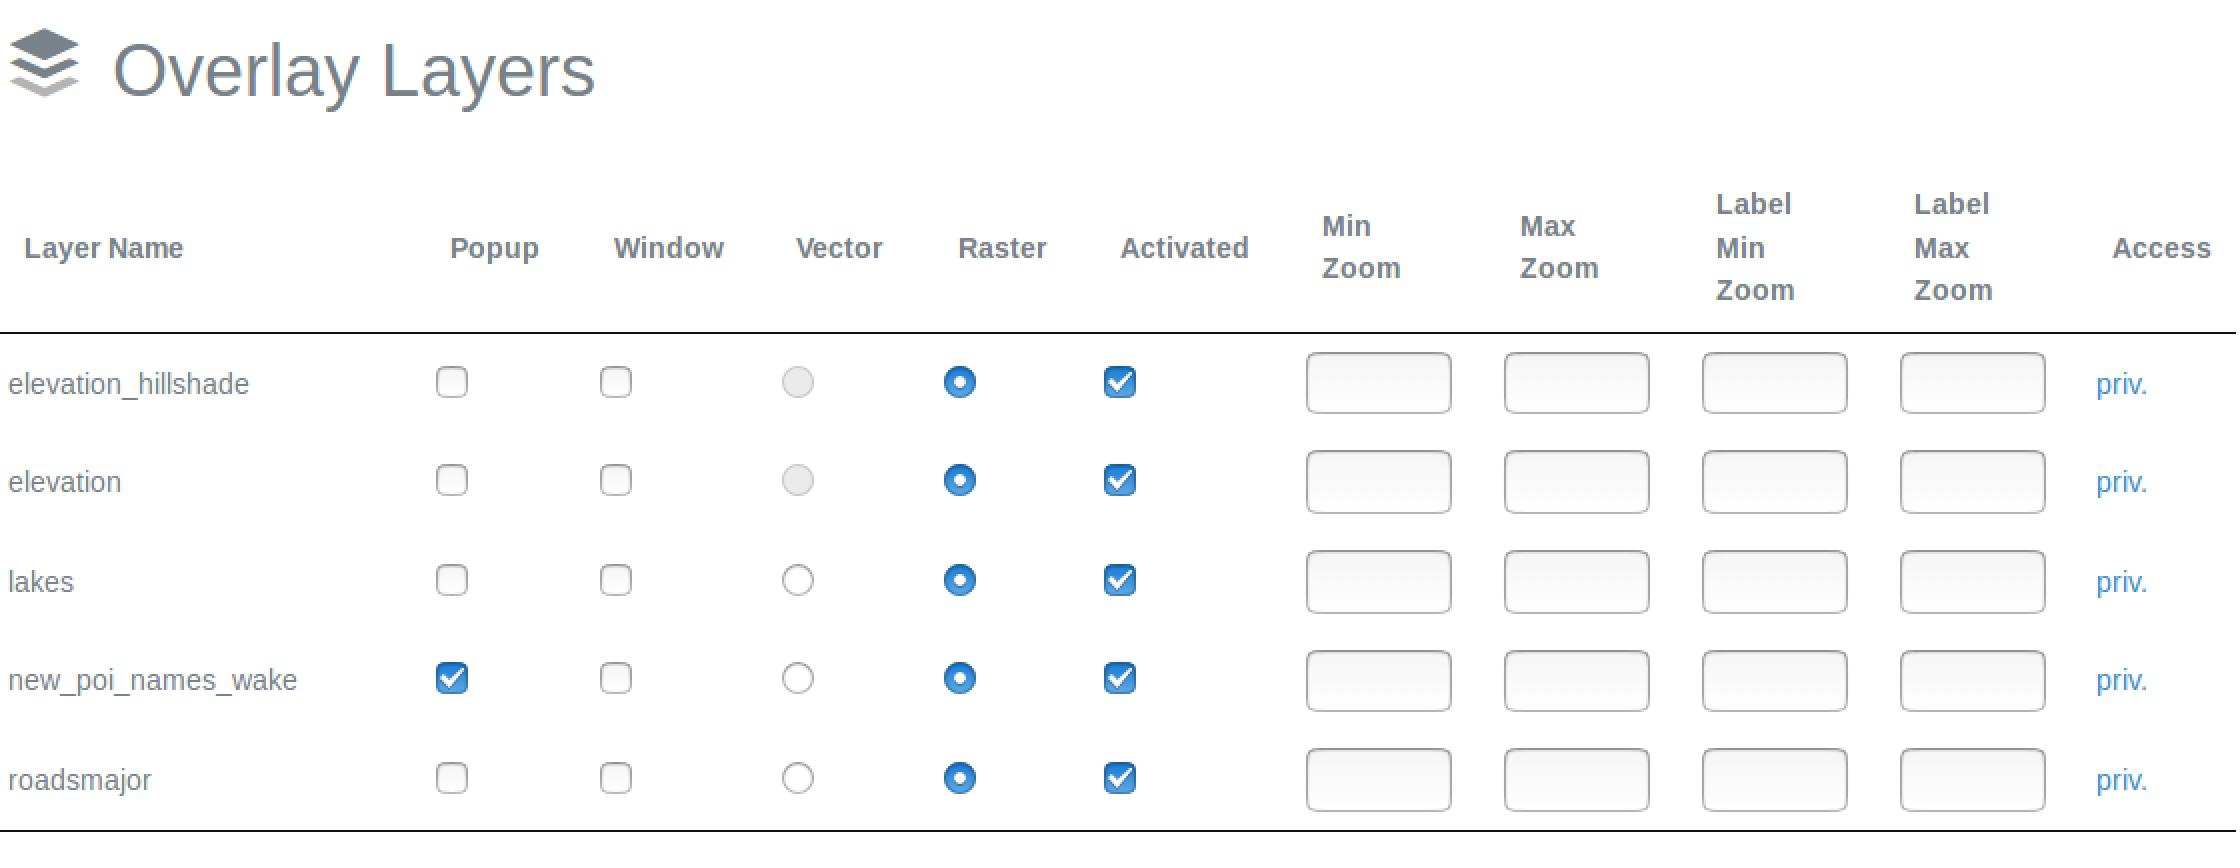 Overlay Layers
Layer Name Popup Window Vector Raster Activated Min Zoom Max Zoom Label Min Zoom Label Max Zoom Access
elevation_hillshade priv.
elevation priv.
lakes priv.
new_poi_names_wake priv.
roadsmajor priv.